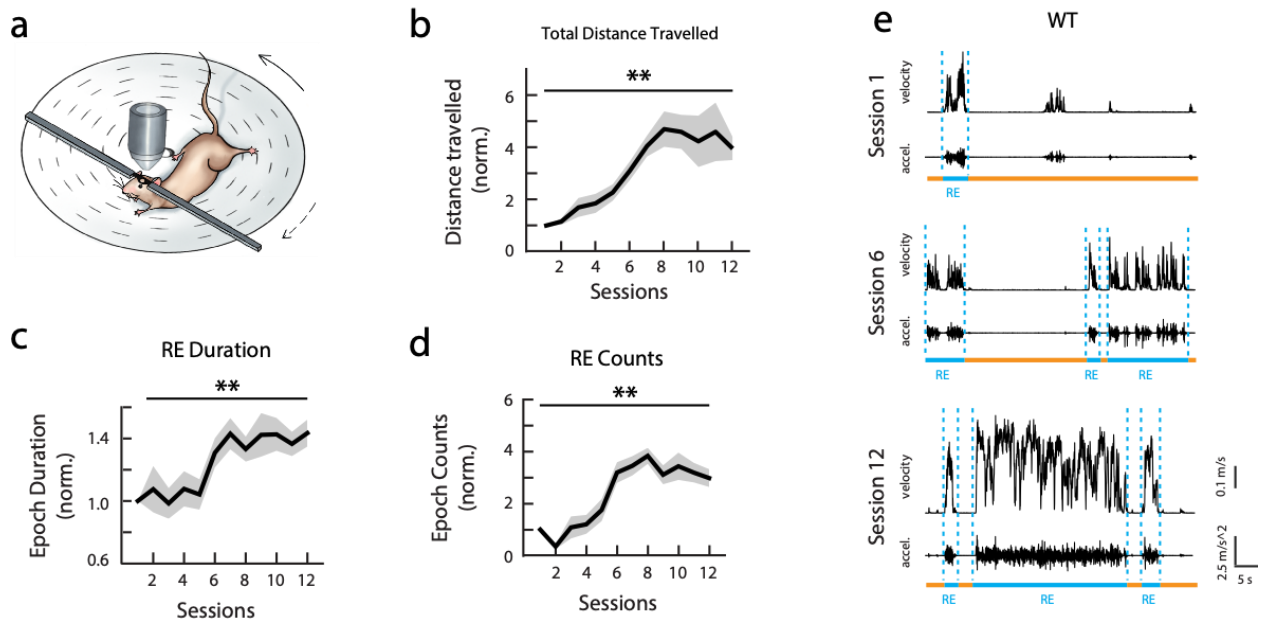 a
b
Total Distance Travelled
**
Distance travelled
(norm.)
6
4
2
0
2 4 6 8 10 12
Sessions
c
RE Duration
**
Epoch Duration
(norm.)
1.4
1.0
0.6
2 4 6 8 10 12
Sessions
d
RE Counts
**
Epoch Counts
(norm.)
6
4
2
0
2 4 6 8 10 12
Sessions
e
WT
Session 1
velocity
accel.
RE
Session 6
velocity
accel.
RE RE RE
Session 12
velocity
accel.
RE RE RE
0.1 m/s
2.5 m/s^2
5 s